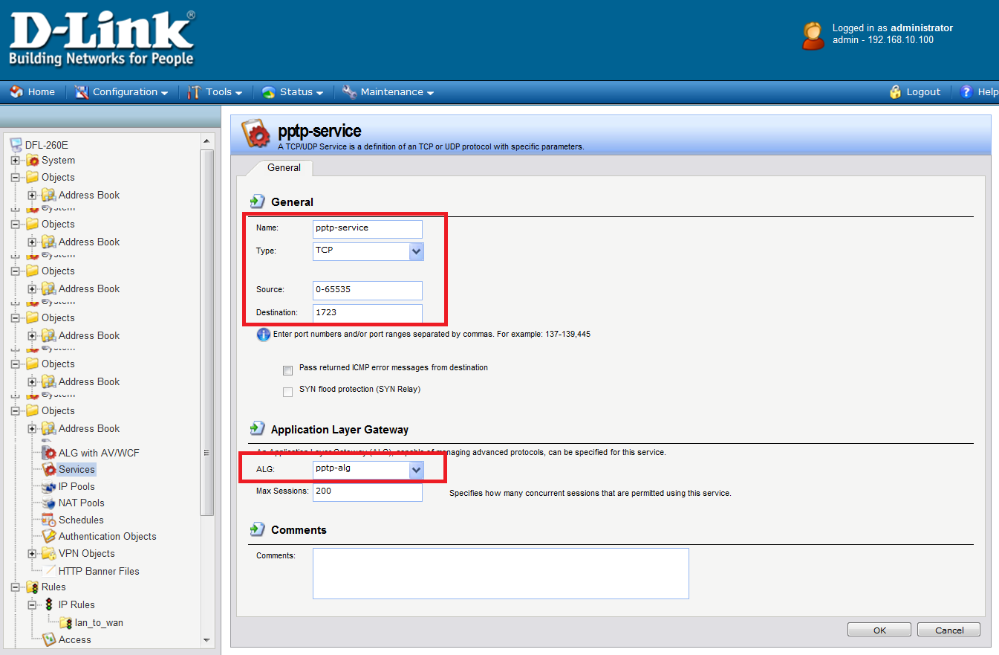 D-Link®
Building Networks for People
Logged in as administrator
admin - 192.168.10.100
Home
Configuration
Tools
Status
Maintenance
Logout
Help
DFL-260E
System
Objects
Address Book
System
Objects
Address Book
System
Objects
Address Book
System
Objects
Address Book
System
Objects
Address Book
System
Objects
Address Book
ALG with AV/WCF
Services
IP Pools
NAT Pools
Schedules
Authentication Objects
VPN Objects
HTTP Banner Files
Rules
IP Rules
lan_to_wan
Access
pptp-service
A TCP/UDP Service is a definition of an TCP or UDP protocol with specific parameters.
General
General
Name: pptp-service
Type: TCP
Source: 0-65535
Destination: 1723
Enter port numbers and/or port ranges separated by commas. For example: 137-139,445
Pass returned ICMP error messages from destination
SYN flood protection (SYN Relay)
Application Layer Gateway
An Application Layer Gateway (ALG), capable of managing advanced protocols, can be specified for this service.
ALG: pptp-alg
Max Sessions: 200 Specifies how many concurrent sessions that are permitted using this service.
Comments
Comments:
OK
Cancel